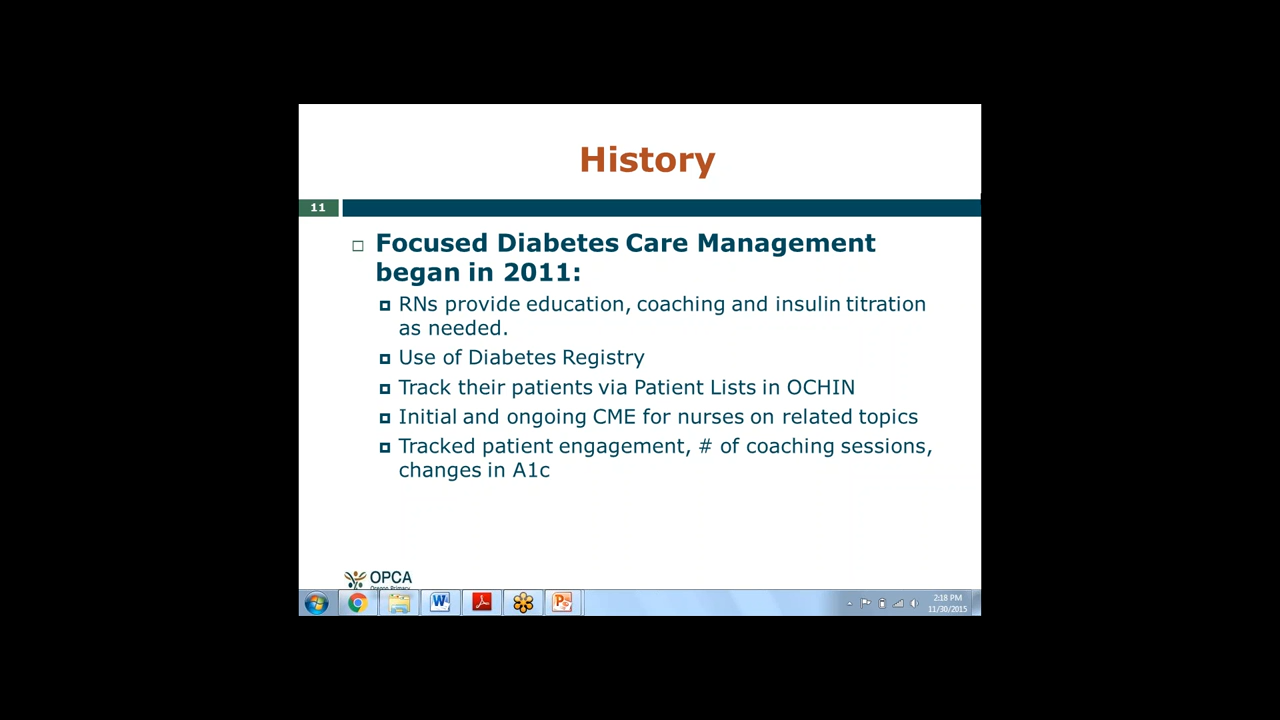 History
11
Focused Diabetes Care Management
began in 2011:
RNs provide education, coaching and insulin titration
as needed.
Use of Diabetes Registry
Track their patients via Patient Lists in OCHIN
Initial and ongoing CME for nurses on related topics
Tracked patient engagement, # of coaching sessions,
changes in A1c
OPCA
Oregon Primary
2:18 PM
11/30/2015